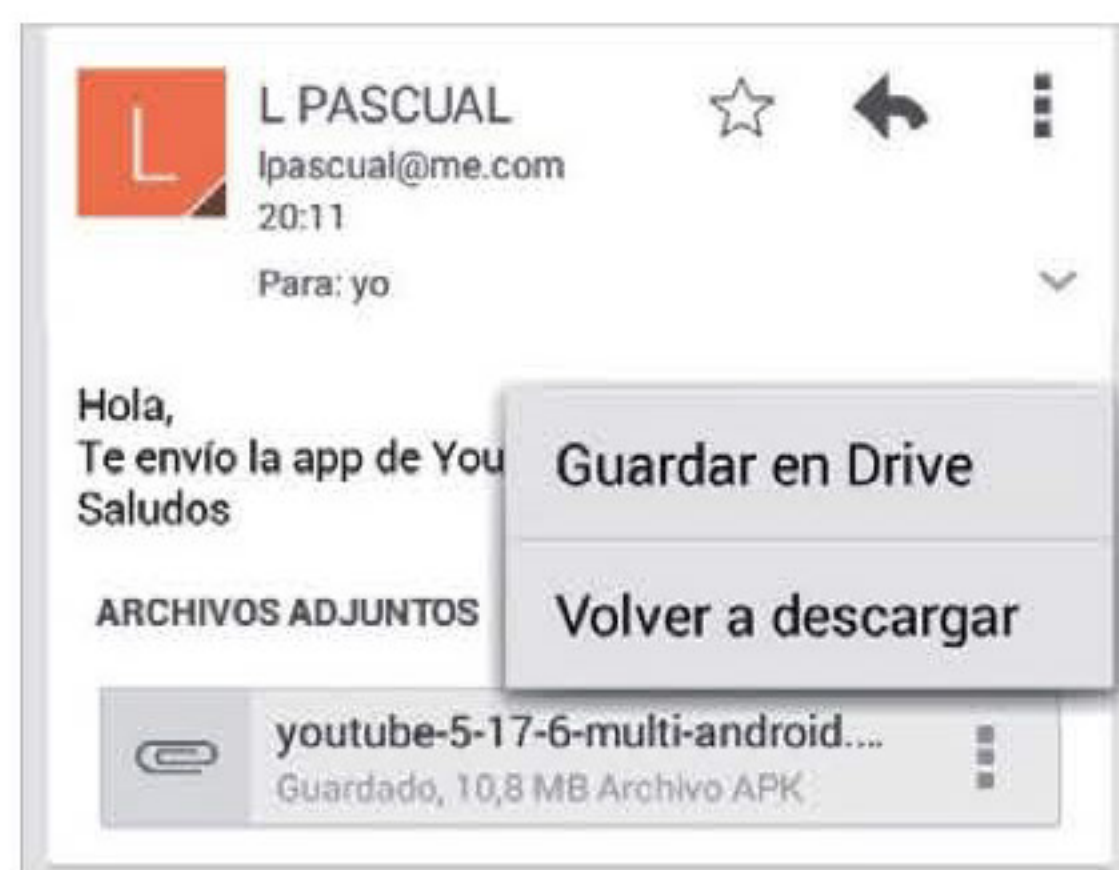 L
L PASCUAL
lpascual@me.com
20:11
Para: yo
Hola,
Te envío la app de You
Saludos
Guardar en Drive
Volver a descargar
ARCHIVOS ADJUNTOS
youtube-5-17-6-multi-android....
Guardado, 10,8 MB Archivo APK